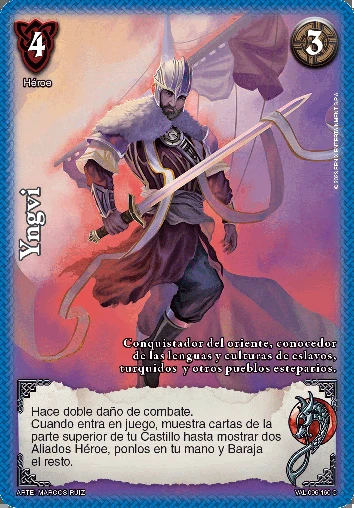 4
3
Héroe
Yngvi
Conquistador del oriente, conocedor
de las lenguas y culturas de eslavos,
turquidos y otros pueblos esteparios.
Hace doble daño de combate.
Cuando entra en juego, muestra cartas de la
parte superior de tu Castillo hasta mostrar dos
Aliados Héroe, ponlos en tu mano y Baraja
el resto.
ARTE: MARCOS RUIZ